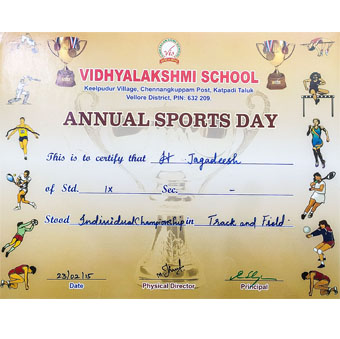 VIDHYALAKSHMI SCHOOL
Keelpudur Village, Chennangkuppam Post, Katpadi Taluk
Vellore District, PIN: 632 209
ANNUAL SPORTS DAY
This is to certify that H Jagadeesh
of Std. IX Sec. -
Stood Individual Championship in Track and Field.
23/02/15
Date Physical Director Principal